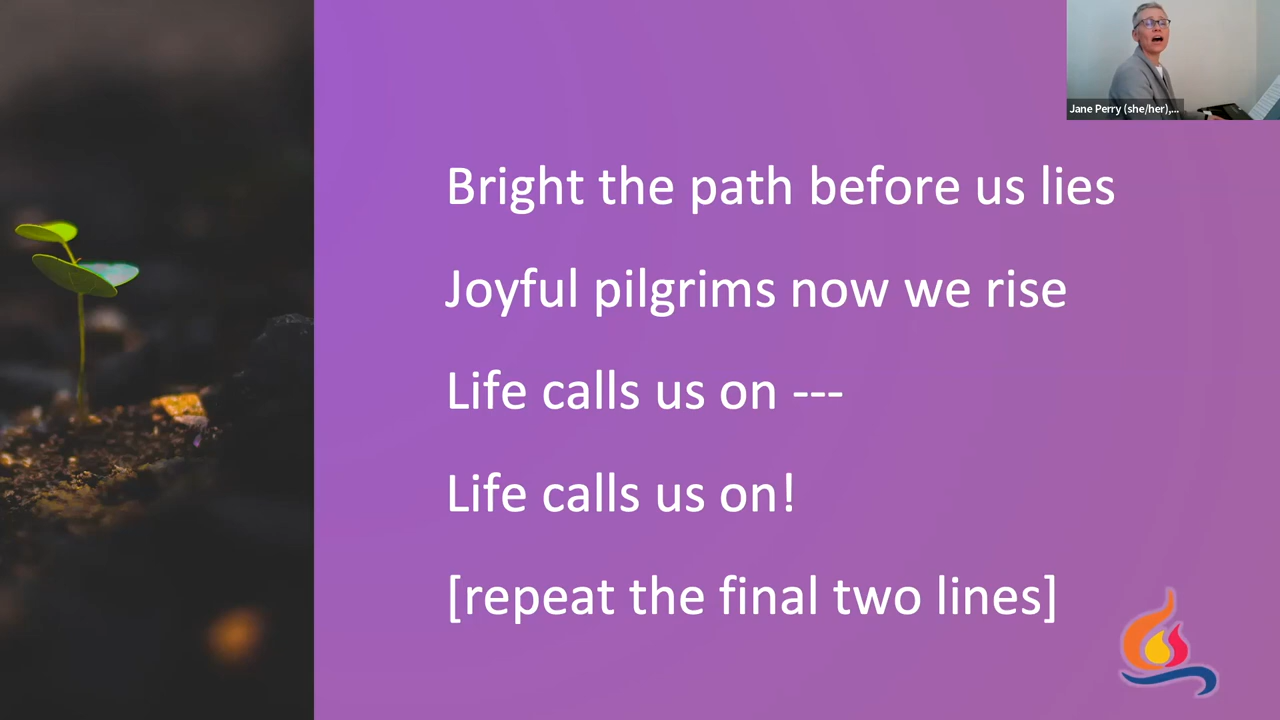 Jane Perry (she/her),...
Bright the path before us lies
Joyful pilgrims now we rise
Life calls us on ---
Life calls us on!
[repeat the final two lines]